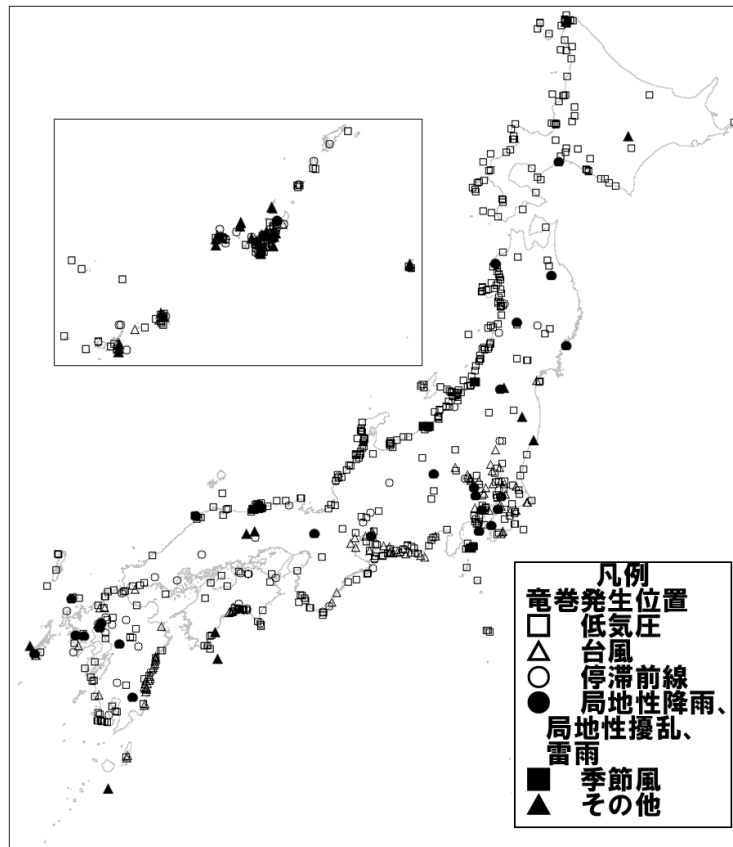 凡例
竜巻発生位置
□ 低気圧
△ 台風
○ 停滞前線
● 局地性降雨、
局地性擾乱、
雷雨
■ 季節風
▲ その他